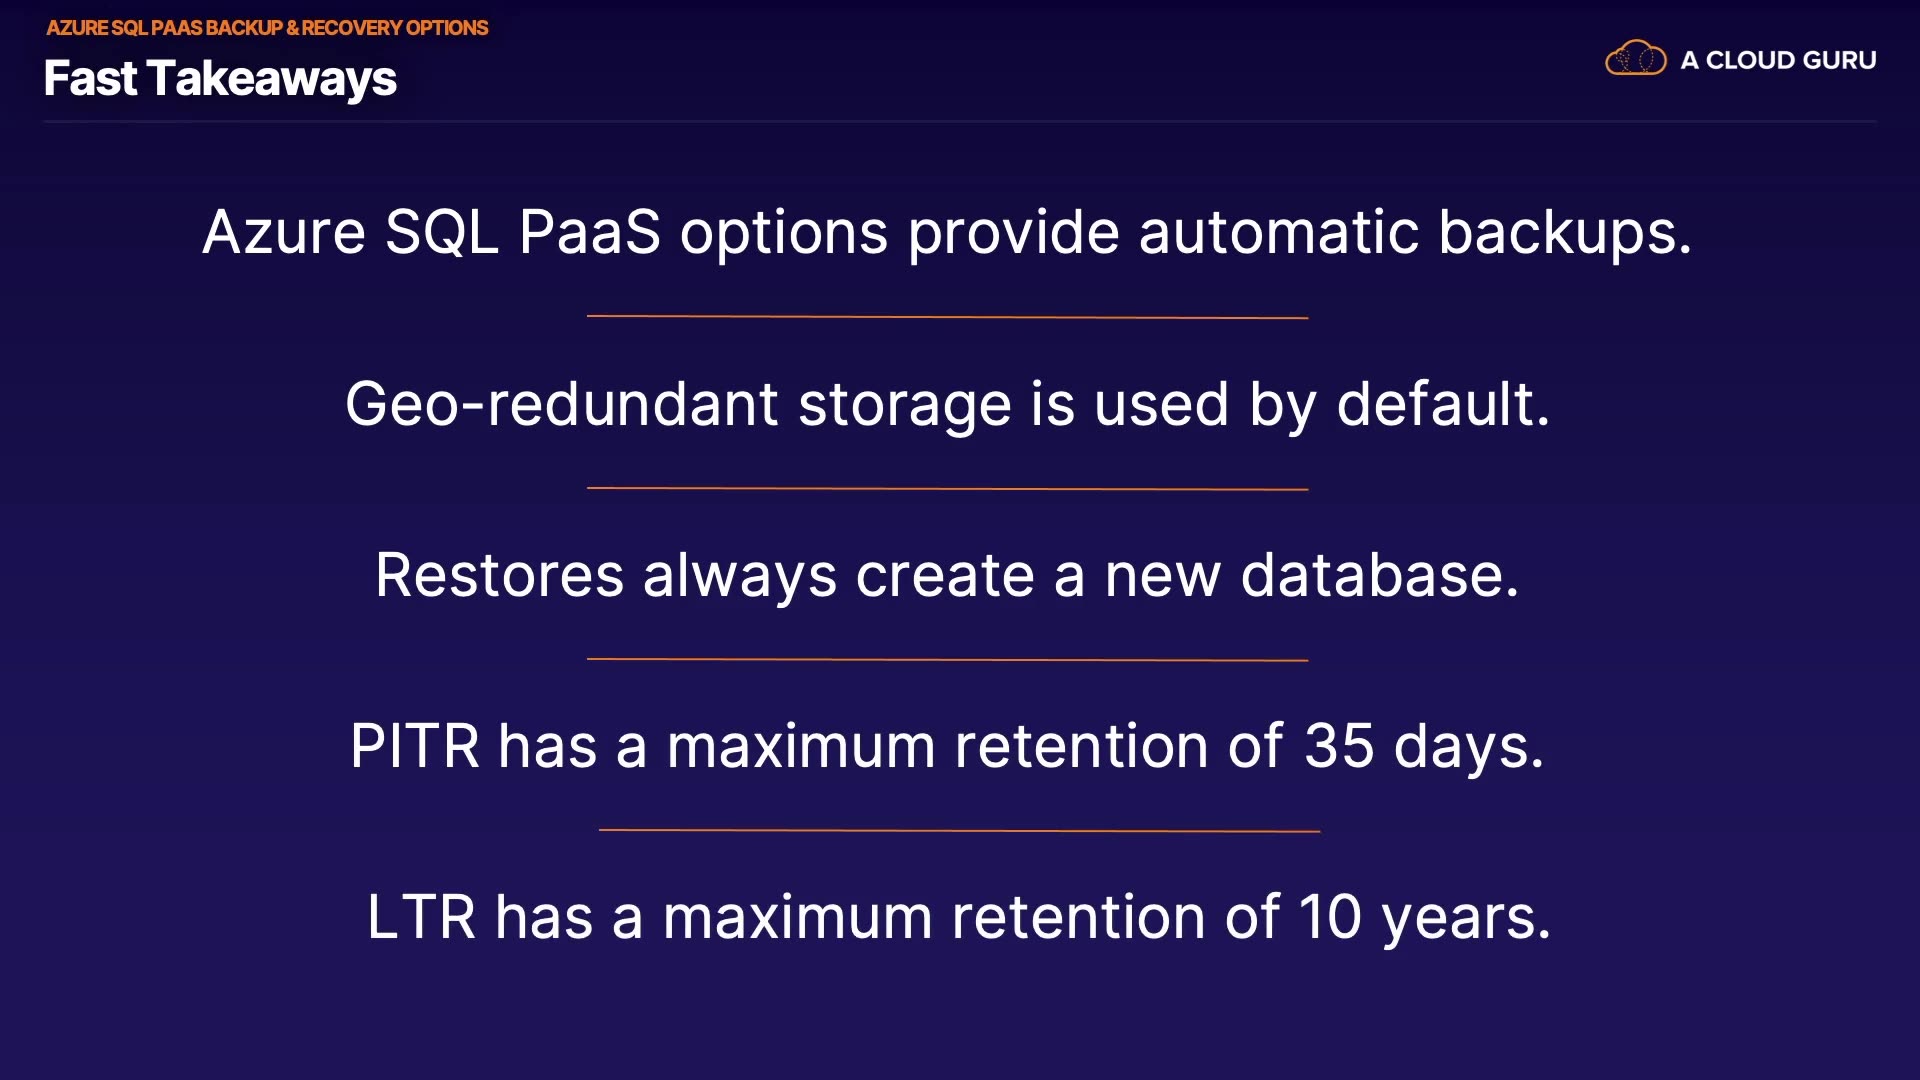 AZURE SQL PAAS BACKUP & RECOVERY OPTIONS
Fast Takeaways
A CLOUD GURU
Azure SQL PaaS options provide automatic backups.
Geo-redundant storage is used by default.
Restores always create a new database.
PITR has a maximum retention of 35 days.
LTR has a maximum retention of 10 years.